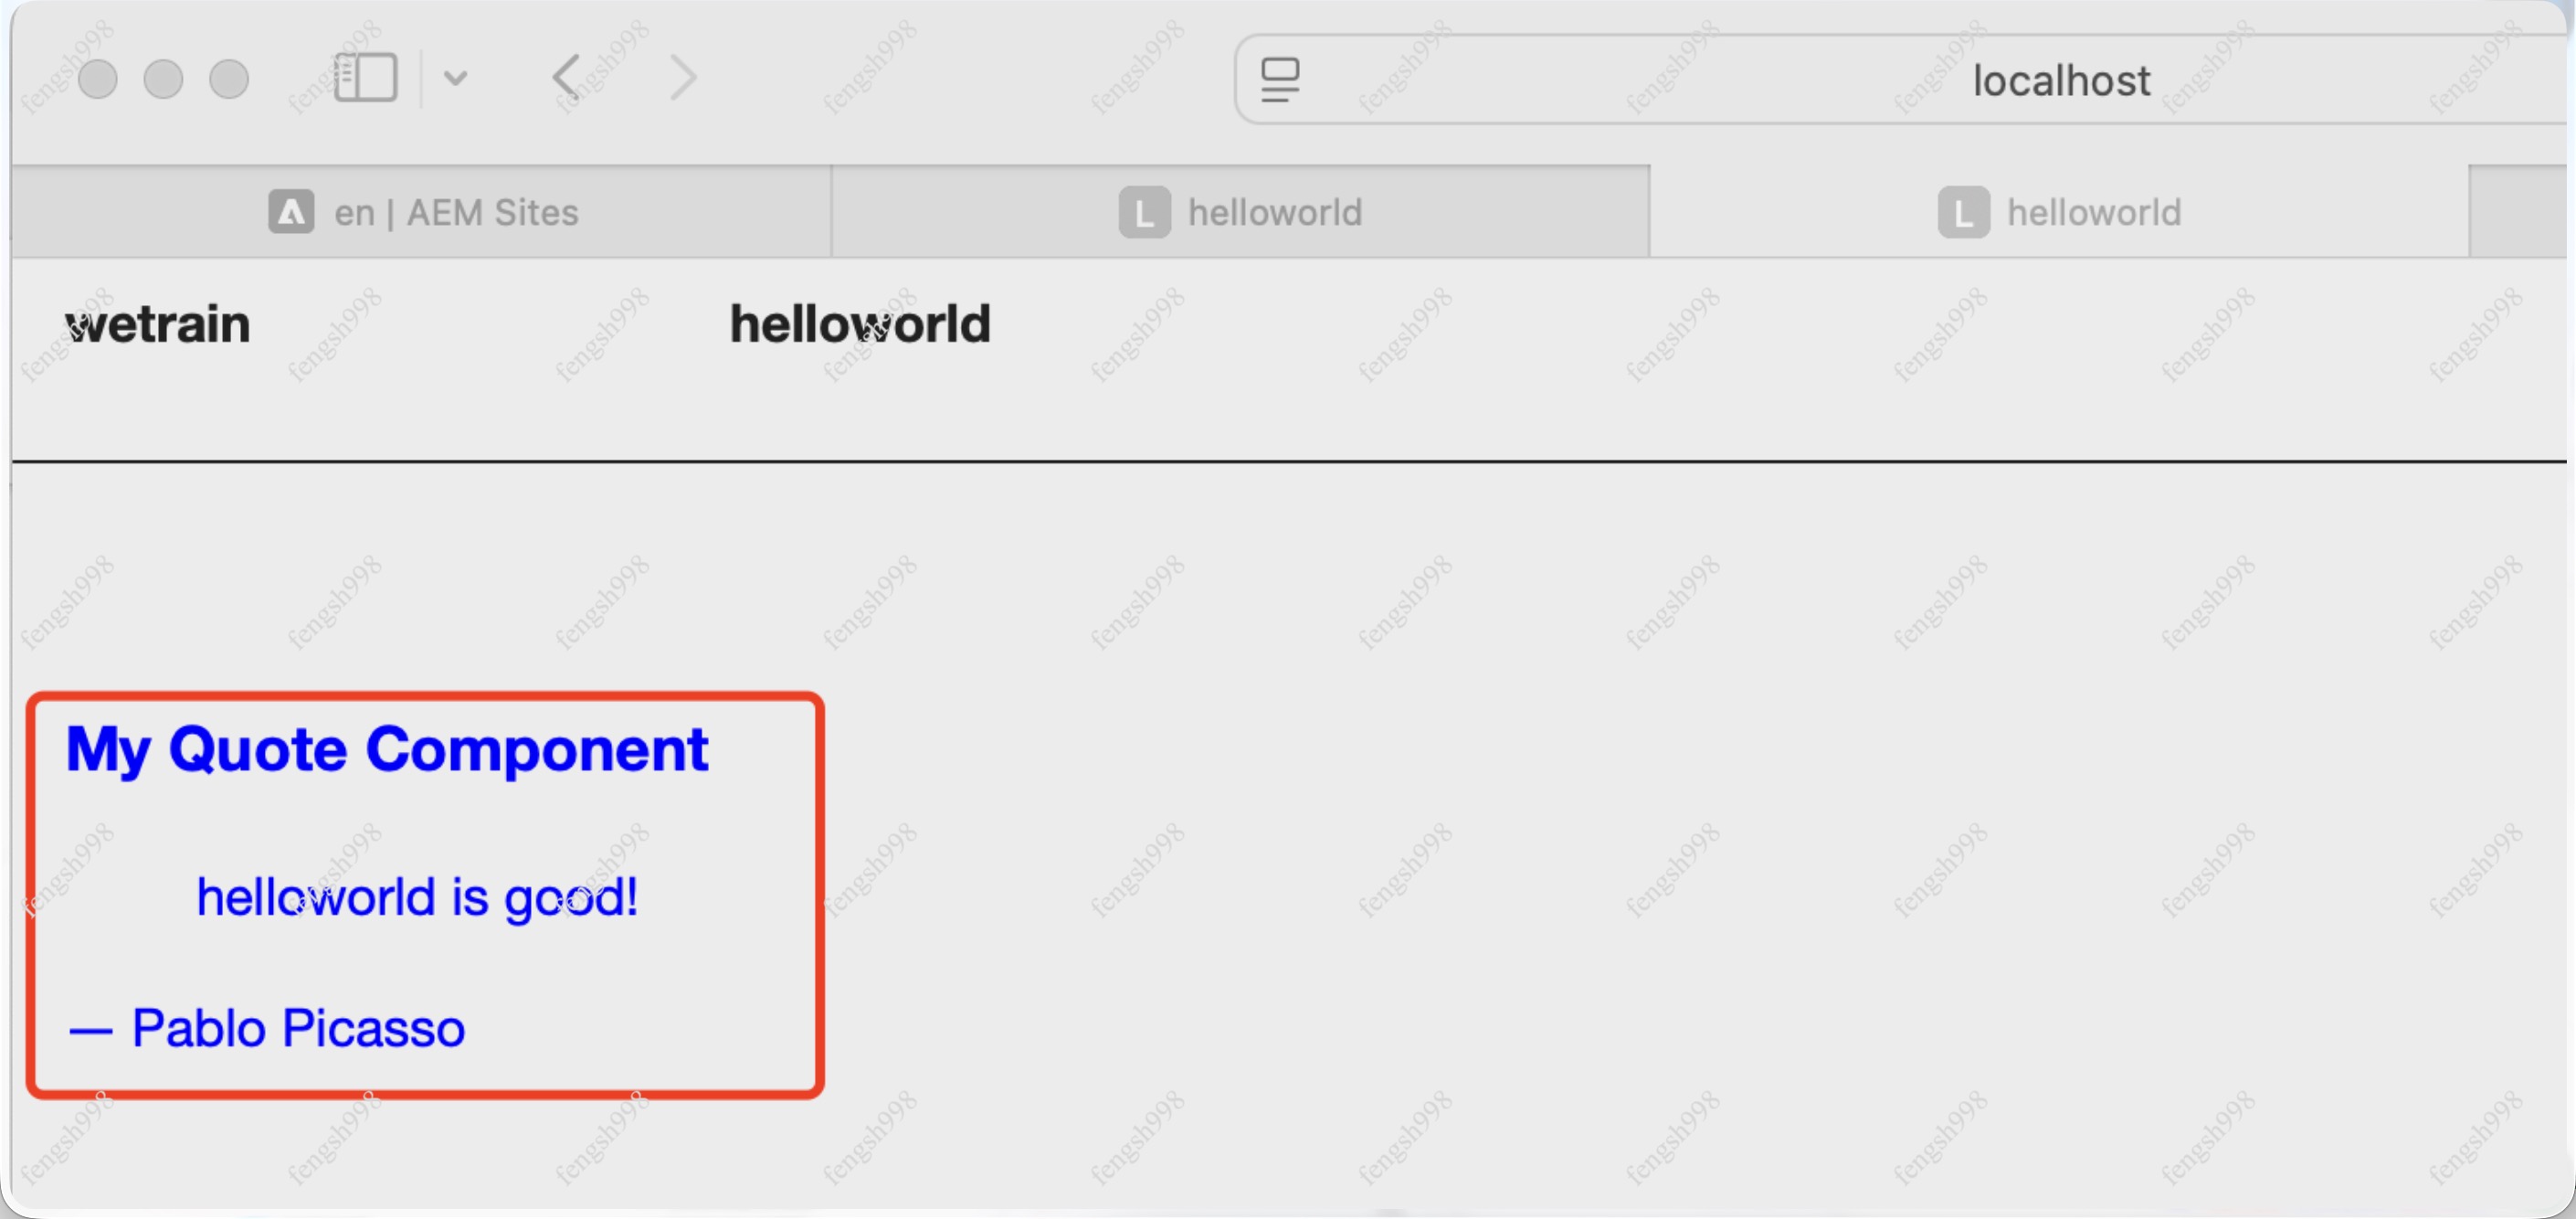 localhost
en | AEM Sites
L helloworld
L helloworld
wetrain helloworld
My Quote Component
helloworld is good!
— Pablo Picasso
fengsh998